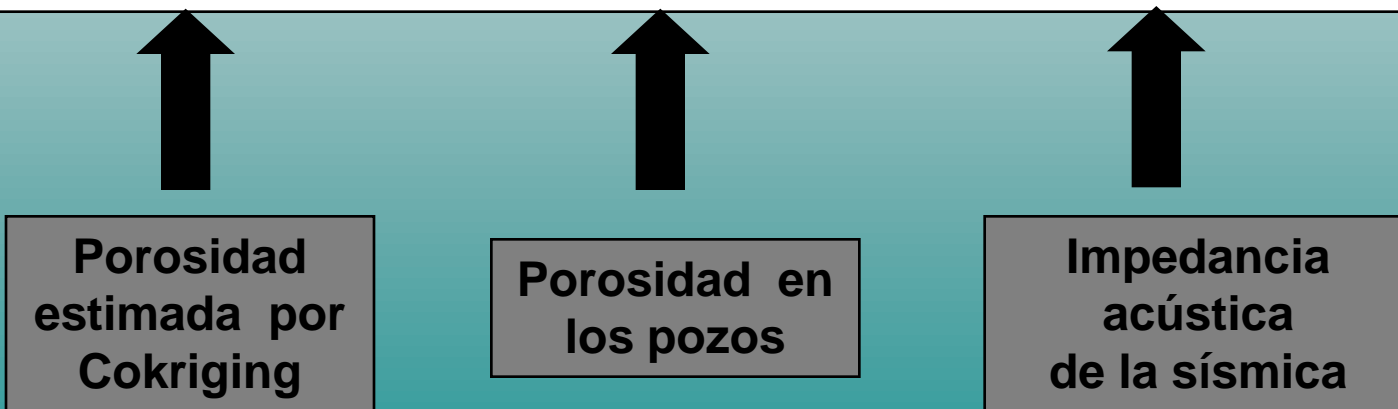 Porosidad
estimada por
Cokriging
Porosidad en
los pozos
Impedancia
acústica
de la sísmica